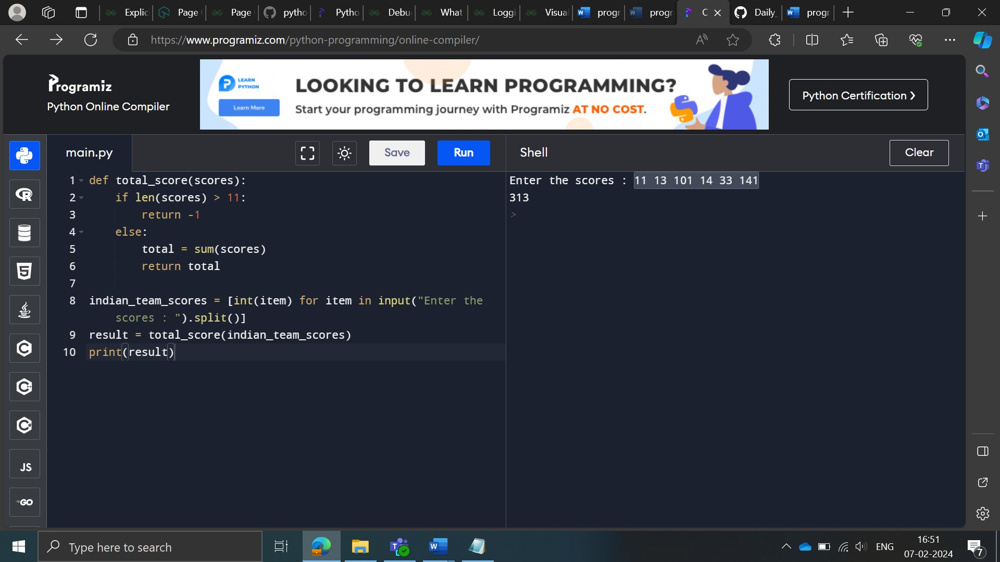 Explic
Page
Page
pytho
Pytho
Debu
What
Loggi
Visua
progr
progr
C
Daily_
progr
https://www.programiz.com/python-programming/online-compiler/
Programiz
Python Online Compiler
LEARN
PYTHON
Learn More
LOOKING TO LEARN PROGRAMMING?
Start your programming journey with Programiz AT NO COST.
Python Certification ❯
main.py
Save
Run
Shell
Clear
1 def total_score(scores):
2 if len(scores) > 11:
3 return -1
4 else:
5 total = sum(scores)
6 return total
7
8 indian_team_scores = [int(item) for item in input("Enter the
scores : ").split()]
9 result = total_score(indian_team_scores)
10 print(result)
Enter the scores : 11 13 101 14 33 141
313
>
JS
GO
Type here to search
ENG
16:51
07-02-2024
7